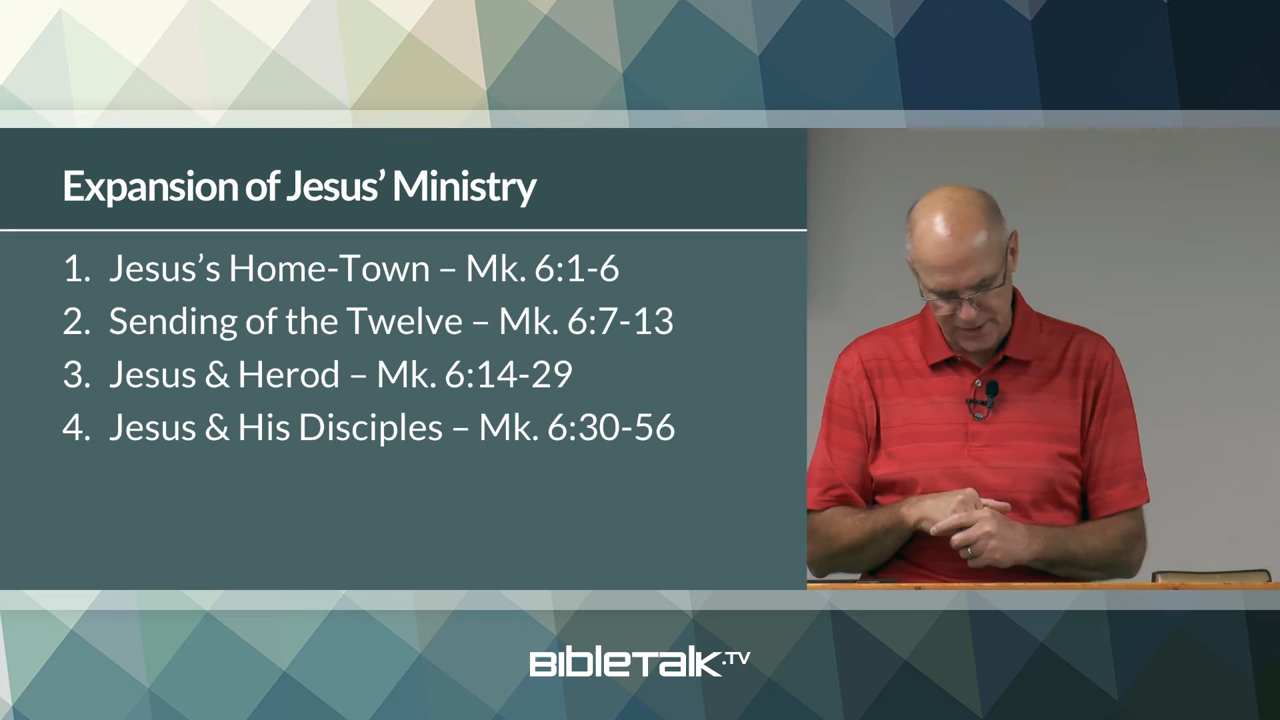 Expansion of Jesus’ Ministry
1. Jesus’s Home-Town – Mk. 6:1-6
2. Sending of the Twelve – Mk. 6:7-13
3. Jesus & Herod – Mk. 6:14-29
4. Jesus & His Disciples – Mk. 6:30-56
BIBLETALK.TV